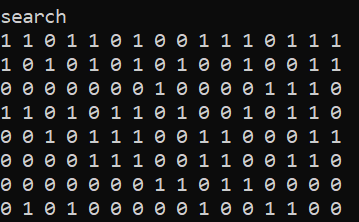 search
1 1 0 1 1 0 1 0 0 1 1 1 0 1 1 1
1 0 1 0 1 0 1 0 1 0 0 1 0 0 1 1
0 0 0 0 0 0 0 1 0 0 0 0 1 1 1 0
1 1 0 1 0 1 1 0 1 0 0 1 0 1 1 0
0 0 1 0 1 1 1 0 0 1 1 0 0 0 1 1
0 0 0 0 1 1 1 0 0 1 1 0 0 1 1 0
0 0 0 0 0 0 0 1 1 0 1 1 0 0 0 0
0 1 0 1 0 0 0 0 0 1 0 0 1 1 0 0